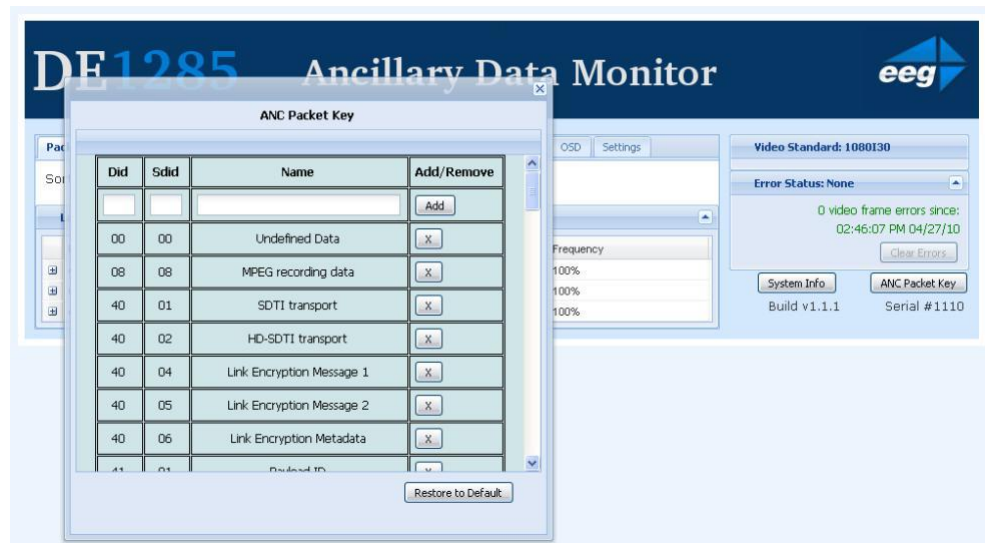 DE1285 Ancillary Data Monitor
eeg
ANC Packet Key
OSD Settings
Did Sdid Name Add/Remove
Add
00 00 Undefined Data X
08 08 MPEG recording data X
40 01 SDTI transport X
40 02 HD-SDTI transport X
40 04 Link Encryption Message 1 X
40 05 Link Encryption Message 2 X
40 06 Link Encryption Metadata X
41 01 Payload ID X
Restore to Default
Frequency
100%
100%
100%
Video Standard: 1080I30
Error Status: None
0 video frame errors since:
02:46:07 PM 04/27/10
Clear Errors
System Info ANC Packet Key
Build v1.1.1 Serial #1110